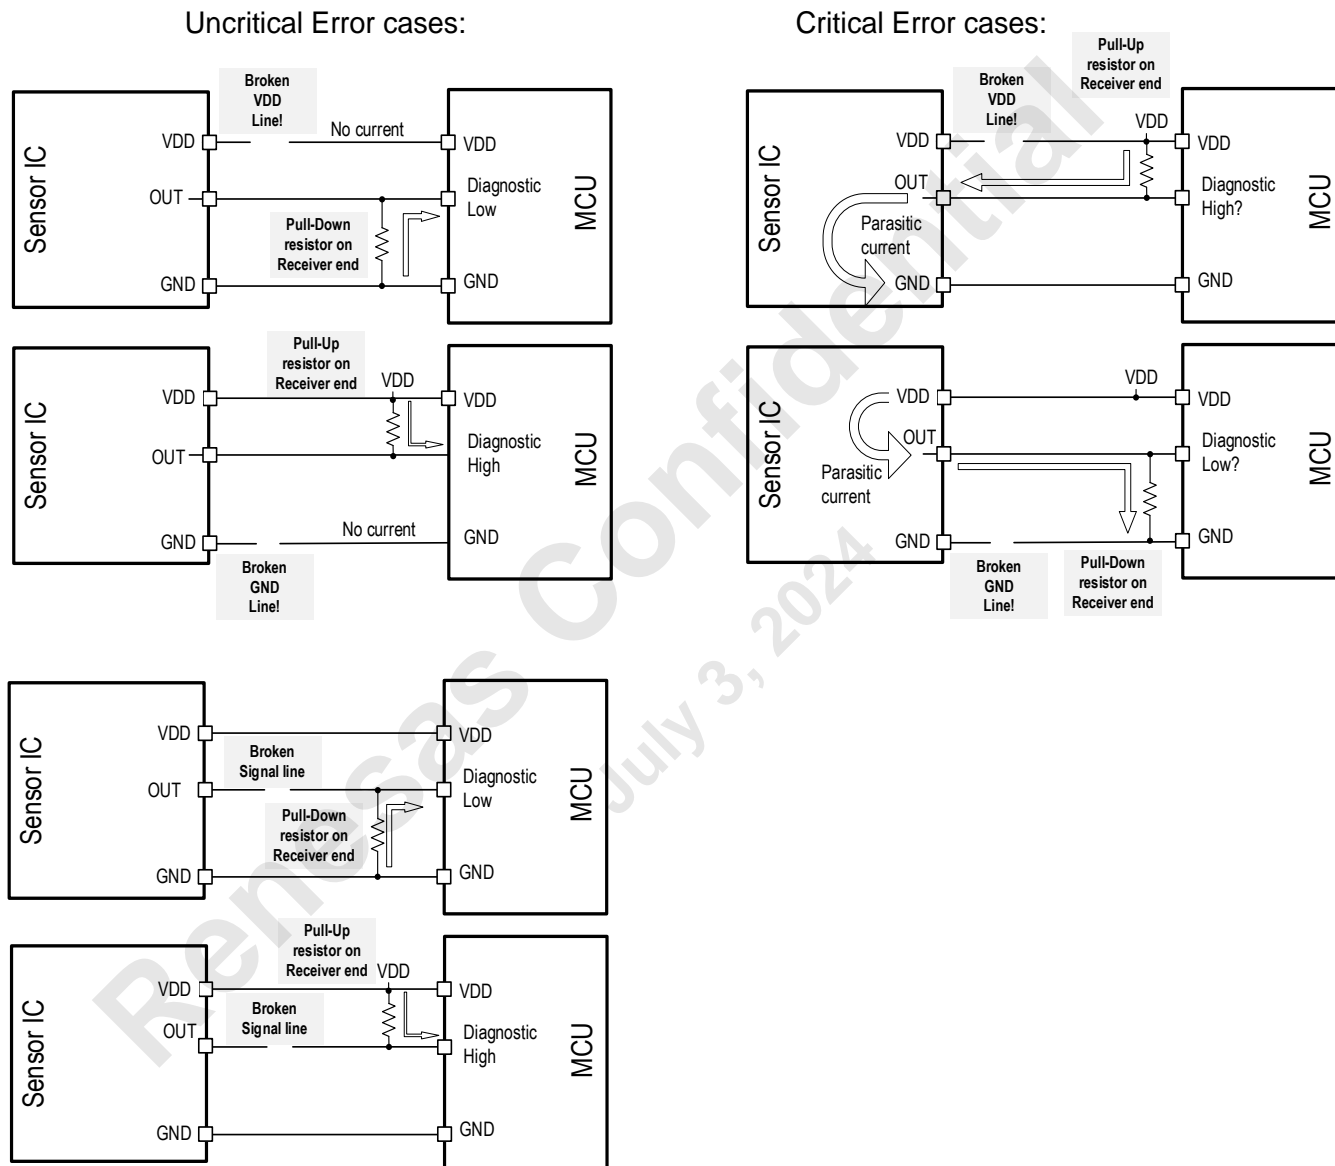 Uncritical Error cases:
Critical Error cases:
Broken
VDD
Line!
Sensor IC
VDD
No current
VDD
OUT
Diagnostic
Low
MCU
Pull-Down
resistor on
Receiver end
GND
GND
Pull-Up
resistor on
Receiver end
Broken
VDD
Line!
VDD
Sensor IC
VDD
VDD
OUT
Diagnostic
High?
MCU
Parasitic
current
GND
GND
Pull-Up
resistor on
Receiver end
VDD
Sensor IC
VDD
VDD
OUT
Diagnostic
High
MCU
GND
No current
GND
Broken
GND
Line!
VDD
Sensor IC
VDD
VDD
OUT
Diagnostic
Low?
MCU
Parasitic
current
GND
GND
Broken
GND
Line!
Pull-Down
resistor on
Receiver end
Sensor IC
VDD
VDD
Broken
Signal line
OUT
Diagnostic
Low
MCU
Pull-Down
resistor on
Receiver end
GND
GND
Pull-Up
resistor on
Receiver end
VDD
Sensor IC
VDD
VDD
Broken
Signal line
OUT
Diagnostic
High
MCU
GND
GND
Renesas Confidential
July 3, 2024